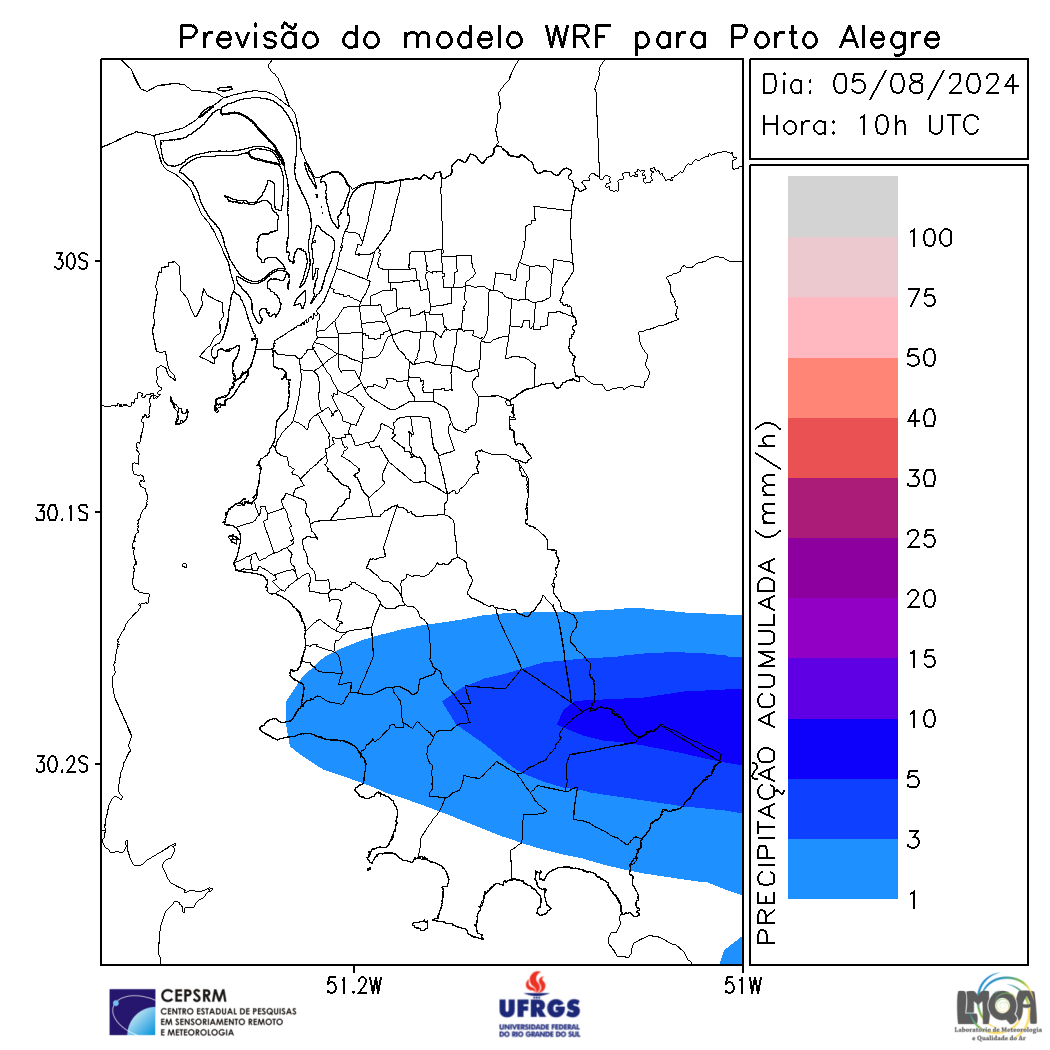 Previsão do modelo WRF para Porto Alegre
Dia: 05/08/2024
Hora: 10h UTC
30S
30.1S
30.2S
51.2W
51W
PRECIPITAÇÃO ACUMULADA (mm/h)
100
75
50
40
30
25
20
15
10
5
3
1
CEPSRM
CENTRO ESTADUAL DE PESQUISAS
EM SENSORIAMENTO REMOTO
E METEOROLOGIA
UFRGS
UNIVERSIDADE FEDERAL
DO RIO GRANDE DO SUL
LMQA
Laboratório de Meteorologia
e Qualidade do Ar